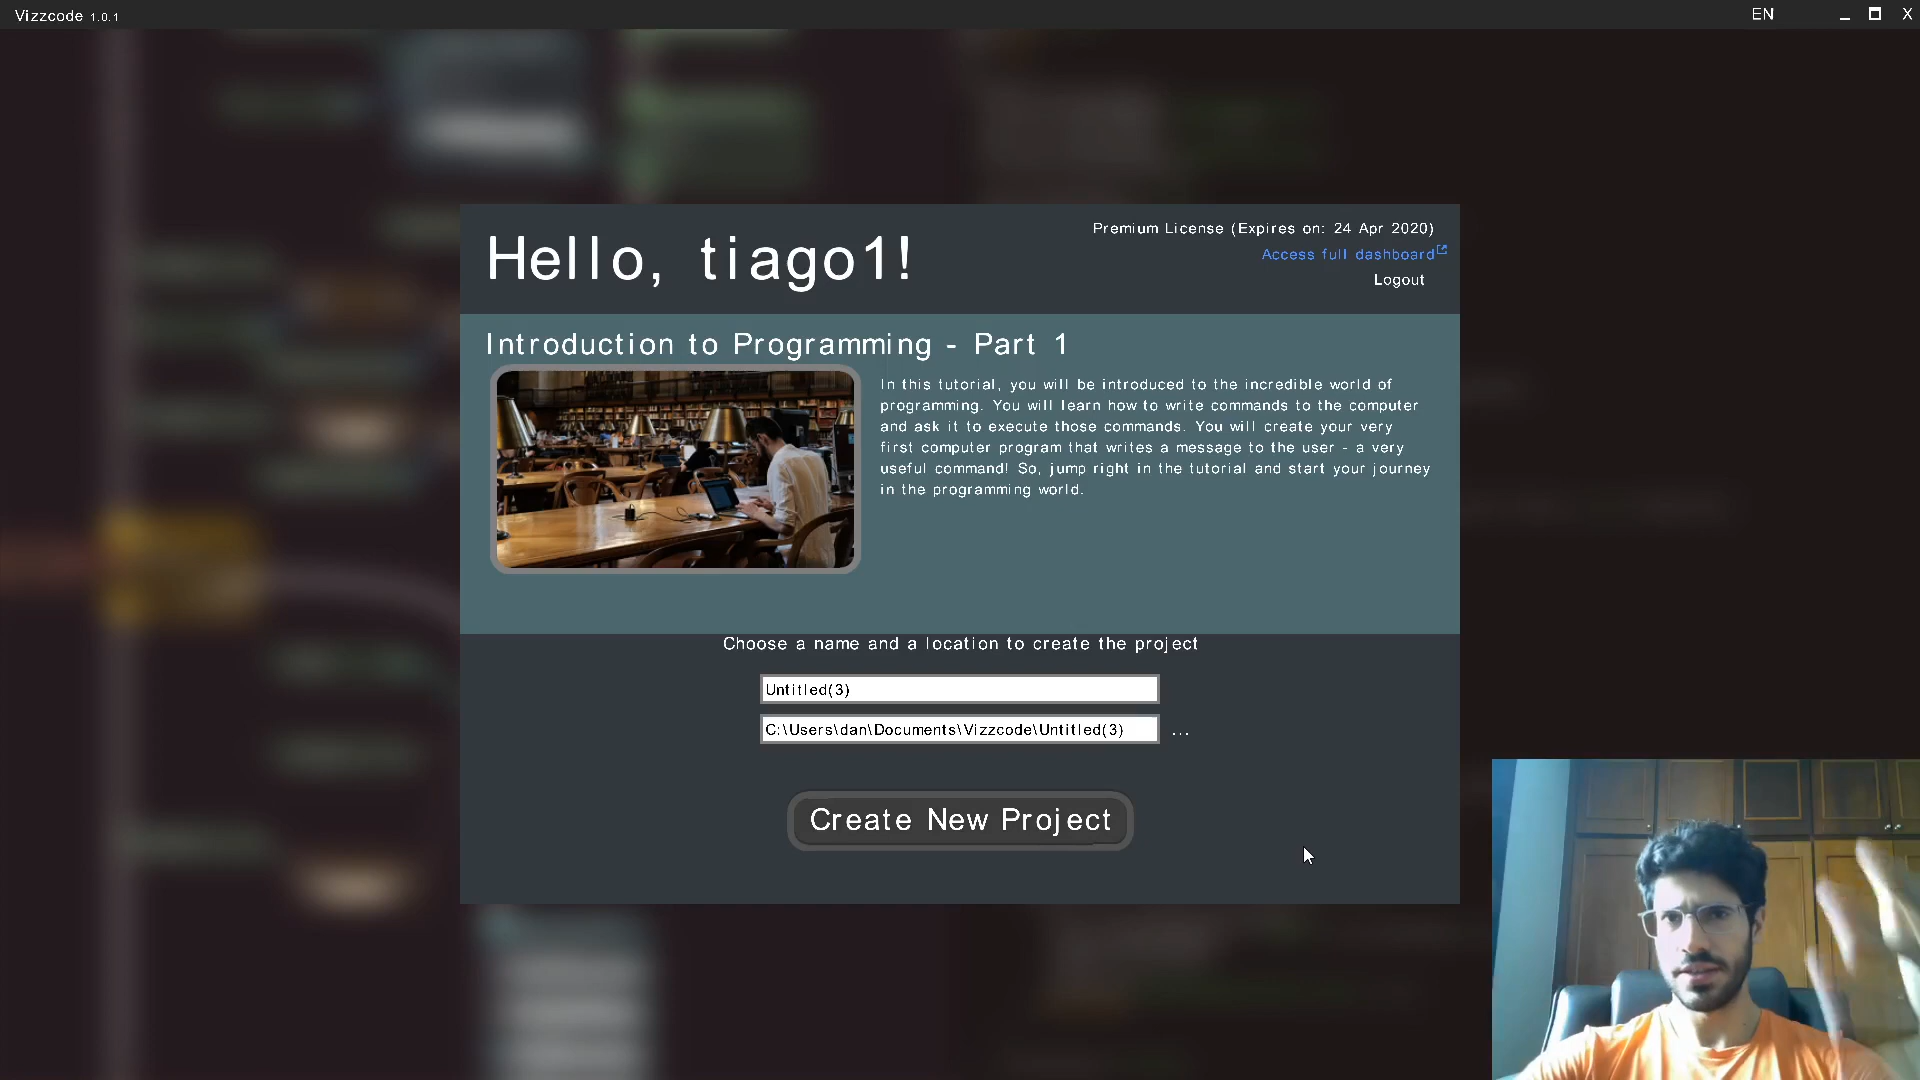 Vizzcode 1.0.1
EN
X
Hello, tiago1!
Premium License (Expires on: 24 Apr 2020)
Access full dashboard
Logout
Introduction to Programming - Part 1
In this tutorial, you will be introduced to the incredible world of
programming. You will learn how to write commands to the computer
and ask it to execute those commands. You will create your very
first computer program that writes a message to the user - a very
useful command! So, jump right in the tutorial and start your journey
in the programming world.
Choose a name and a location to create the project
Untitled(3)
C:\Users\dan\Documents\Vizzcode\Untitled(3)
...
Create New Project